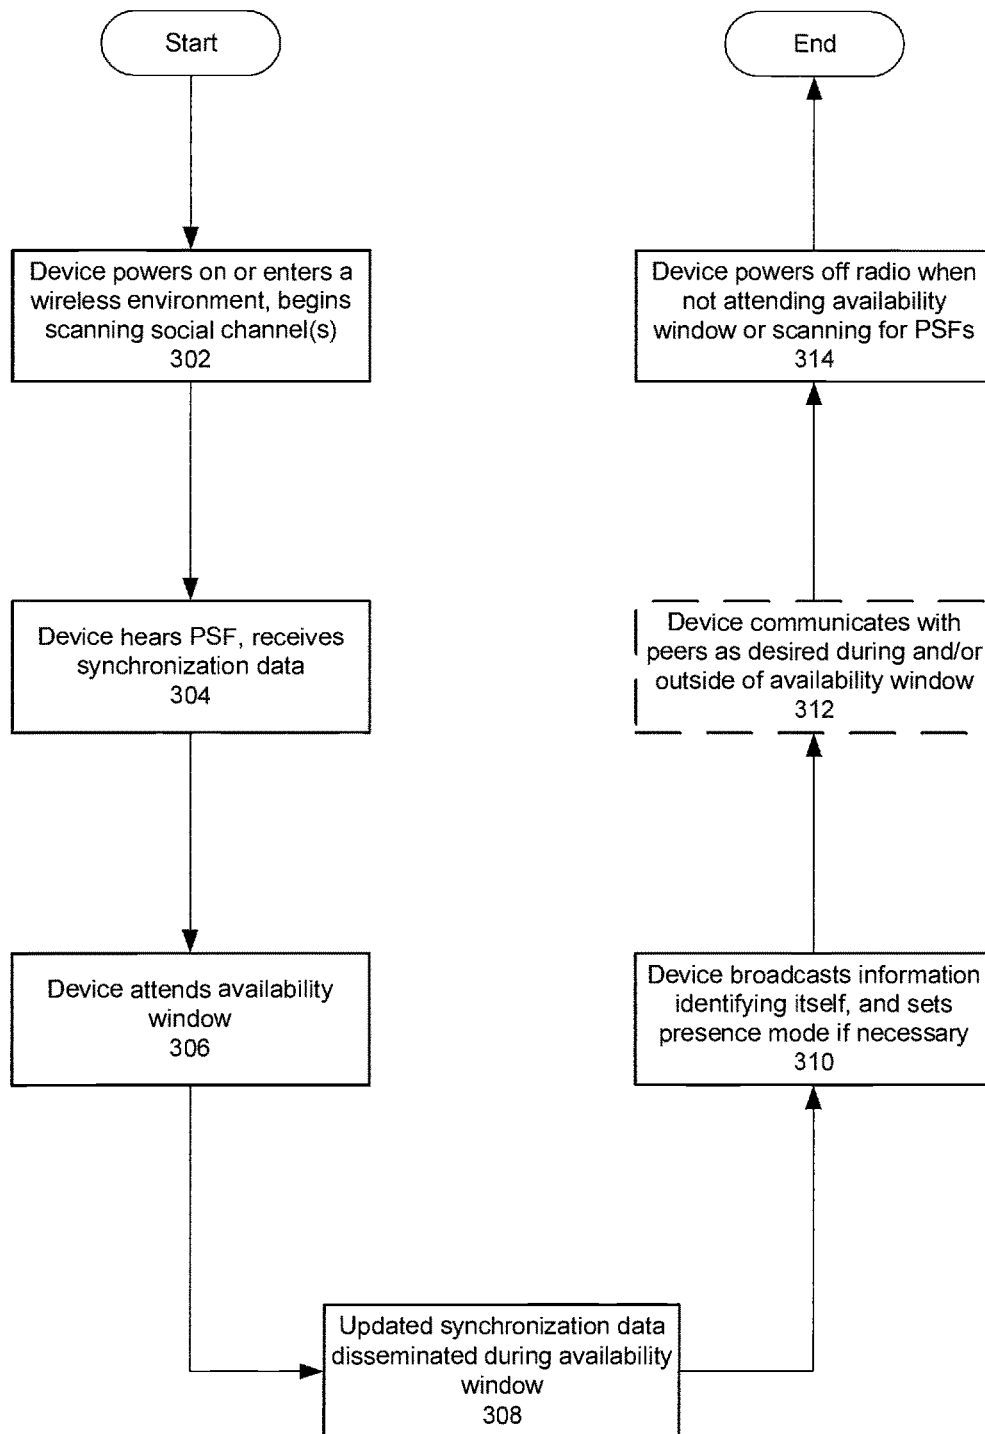 Start
Device powers on or enters a
wireless environment, begins
scanning social channel(s)
302
Device hears PSF, receives
synchronization data
304
Device attends availability
window
306
Updated synchronization data
disseminated during availability
window
308
Device broadcasts information
identifying itself, and sets
presence mode if necessary
310
Device communicates with
peers as desired during and/or
outside of availability window
312
Device powers off radio when
not attending availability
window or scanning for PSFs
314
End